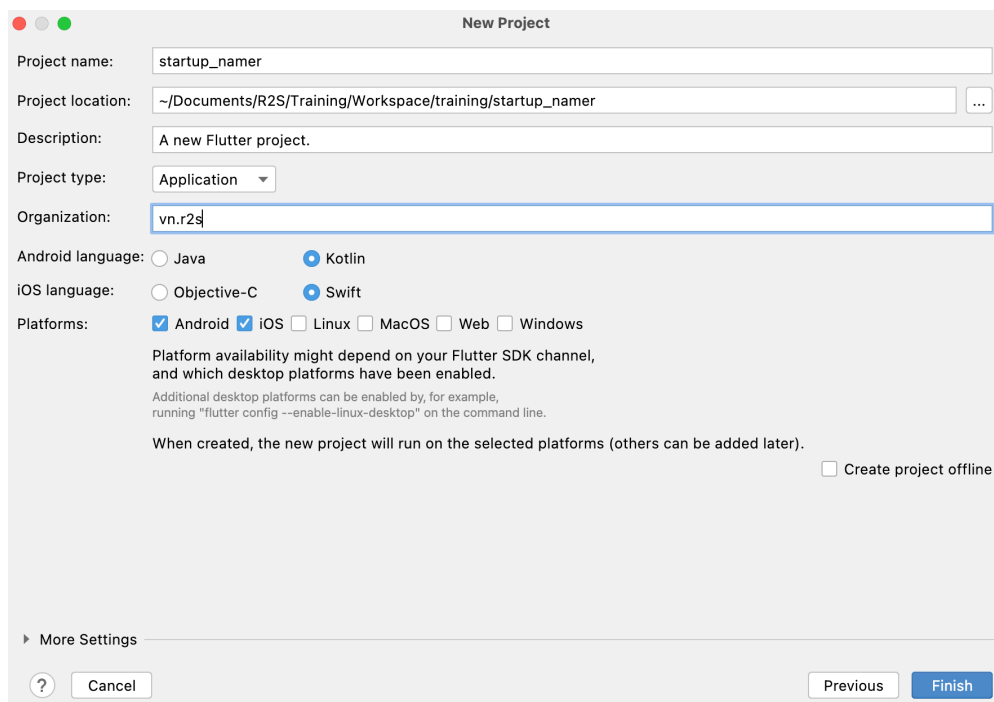 New Project
Project name: startup_namer
Project location: ~/Documents/R2S/Training/Workspace/training/startup_namer ...
Description: A new Flutter project.
Project type: Application
Organization: vn.r2s
Android language: Java Kotlin
iOS language: Objective-C Swift
Platforms: Android iOS Linux MacOS Web Windows
Platform availability might depend on your Flutter SDK channel,
and which desktop platforms have been enabled.
Additional desktop platforms can be enabled by, for example,
running "flutter config --enable-linux-desktop" on the command line.
When created, the new project will run on the selected platforms (others can be added later).
Create project offline
More Settings
? Cancel Previous Finish